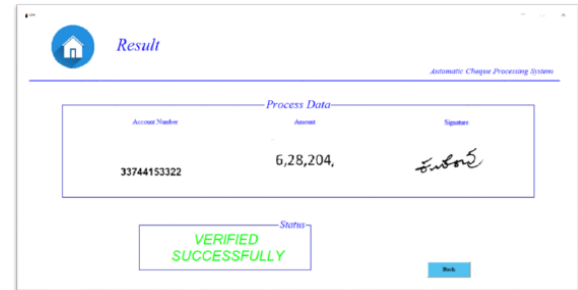 Result
Automatic Cheque Processing System
Process Data
Account Number
Amount
Signature
33744153322
6,28,204,
Status
VERIFIED
SUCCESSFULLY
Back